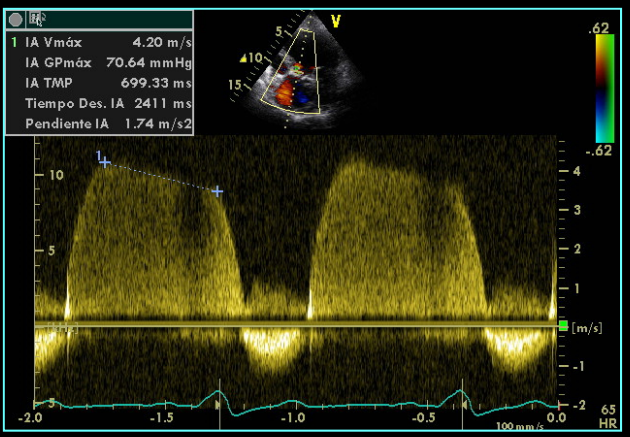 V
1 IA Vmáx 4.20 m/s
IA GPmáx 70.64 mmHg
IA TMP 699.33 ms
Tiempo Des. IA 2411 ms
Pendiente IA 1.74 m/s2
5
10
15
.62
-.62
1
10
5
4
3
2
1
[m/s]
-1
-2
-5
-2.0 -1.5 -1.0 -0.5 0.0
100 mm/s
65
HR